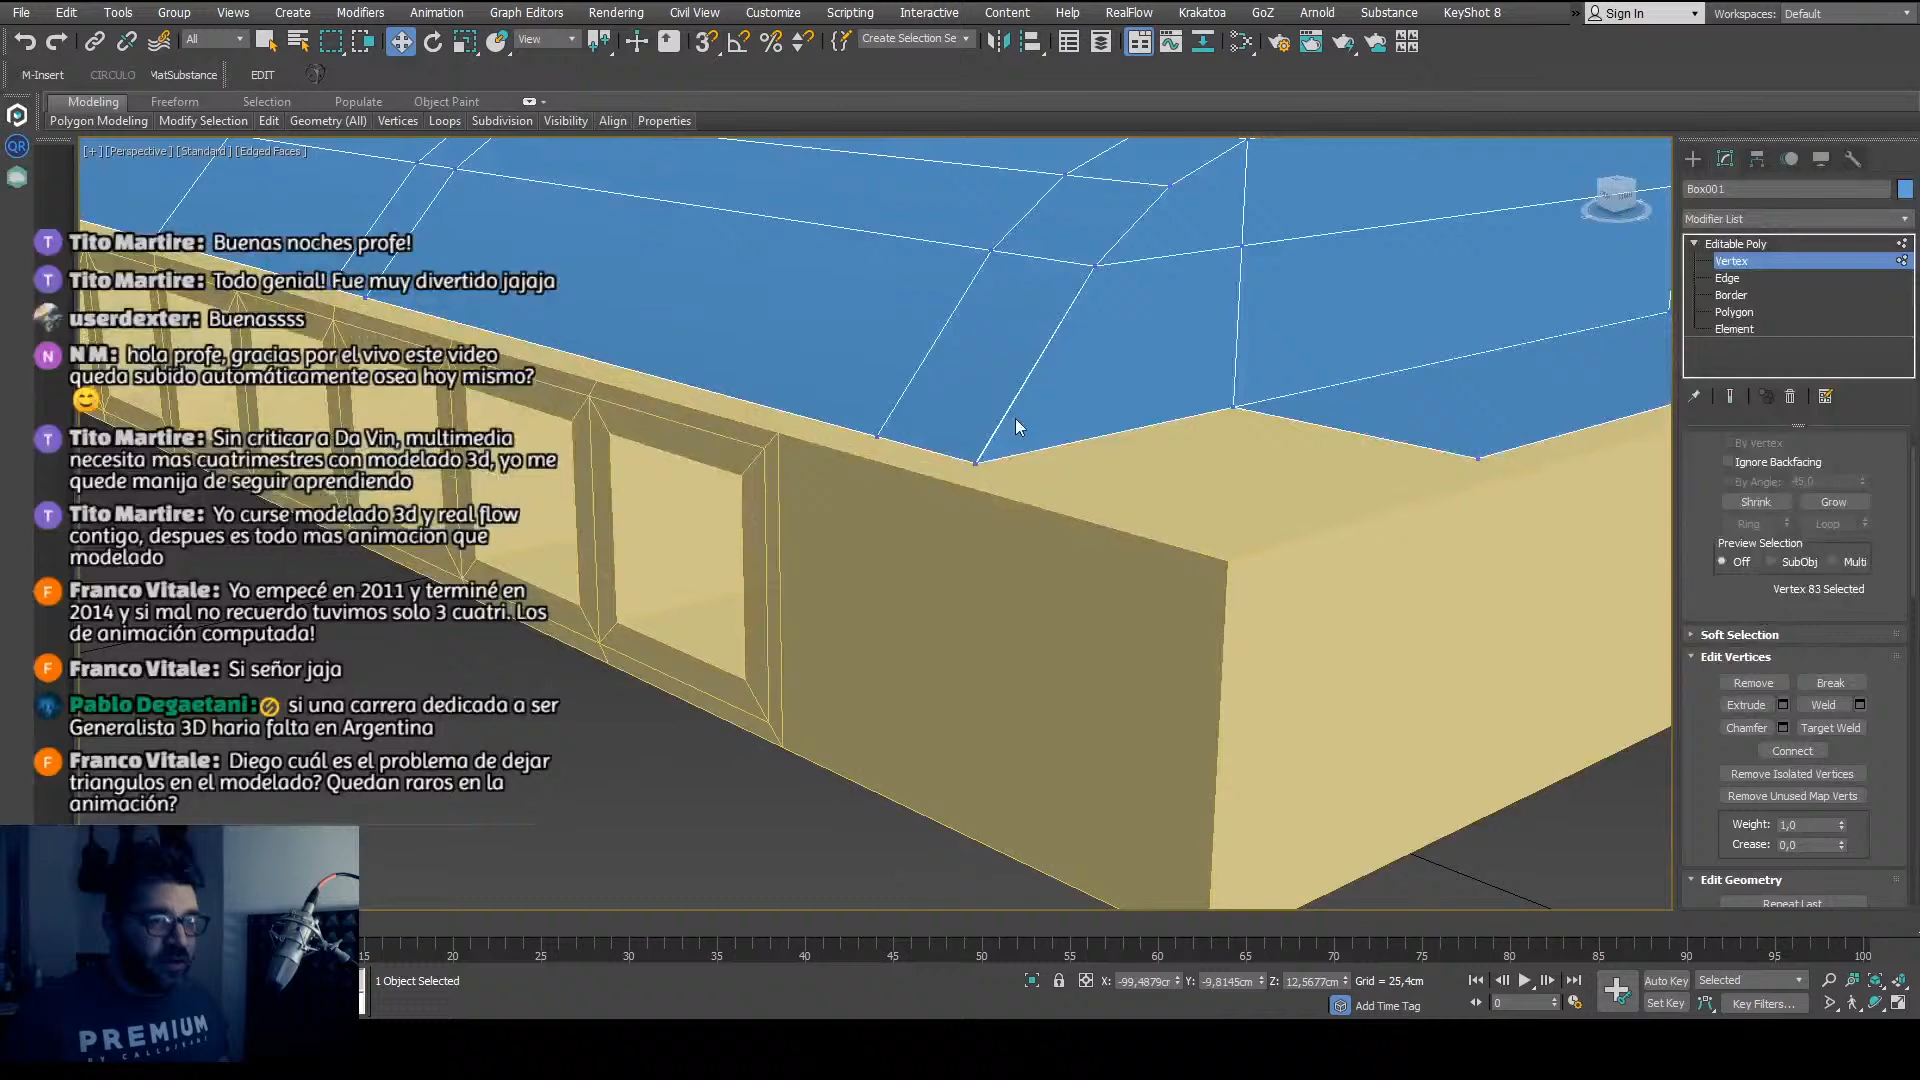 File Edit Tools Group Views Create Modifiers Animation Graph Editors Rendering Civil View Customize Scripting Interactive Content Help RealFlow Krakatoa GoZ Arnold Substance KeyShot 8 » Sign In Workspaces: Default
All View Create Selection Se
M-Insert CIRCULO MatSubstance EDIT
Modeling Freeform Selection Populate Object Paint
Polygon Modeling Modify Selection Edit Geometry (All) Vertices Loops Subdivision Visibility Align Properties
QR
[+] [Perspective] [Standard] [Edged Faces]
Tito Martire: Buenas noches profe!
Tito Martire: Todo genial! Fue muy divertido jajaja
userdexter: Buenassss
N M: hola profe, gracias por el vivo este video
queda subido automáticamente osea hoy mismo?
Tito Martire: Sin criticar a Da Vin, multimedia
necesita mas cuatrimestres con modelado 3d, yo me
quede manija de seguir aprendiendo
Tito Martire: Yo curse modelado 3d y real flow
contigo, despues es todo mas animacion que
modelado
Franco Vitale: Yo empecé en 2011 y terminé en
2014 y si mal no recuerdo tuvimos solo 3 cuatri. Los
de animación computada!
Franco Vitale: Si señor jaja
Pablo Degaetani: si una carrera dedicada a ser
Generalista 3D haria falta en Argentina
Franco Vitale: Diego cuál es el problema de dejar
triangulos en el modelado? Quedan raros en la
animación?
PREMIUM
Box001
Modifier List
Editable Poly
Vertex
Edge
Border
Polygon
Element
By Vertex
Ignore Backfacing
By Angle: 45,0
Shrink Grow
Ring Loop
Preview Selection
Off SubObj Multi
Vertex 83 Selected
Soft Selection
Edit Vertices
Remove Break
Extrude Weld
Chamfer Target Weld
Connect
Remove Isolated Vertices
Remove Unused Map Verts
Weight: 1,0
Crease: 0,0
Edit Geometry
Repeat Last
15 20 25 30 35 40 45 50 55 60 65 70 75 80 85 90 95 100
1 Object Selected X: -99,4879cr Y: -9,8145cm Z: 12,5677cm Grid = 25,4cm
Add Time Tag
0
Auto Key Selected
Set Key Key Filters...